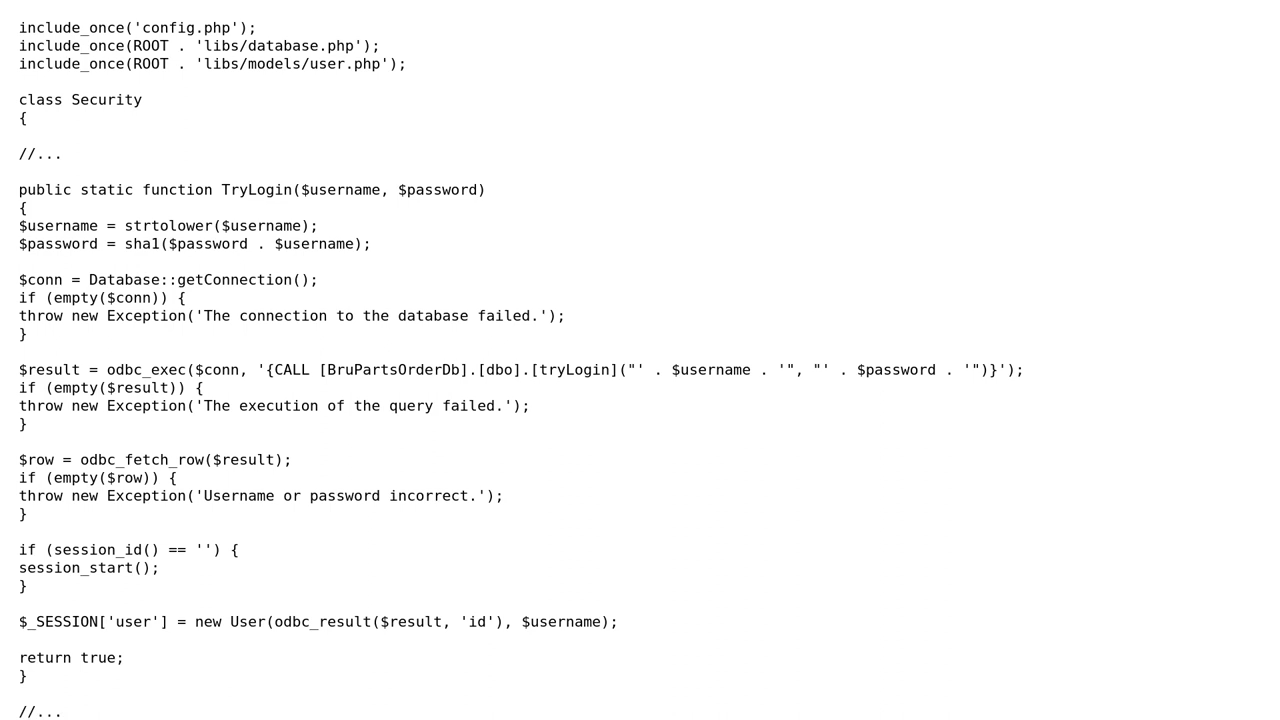 include_once('config.php');
include_once(ROOT . 'libs/database.php');
include_once(ROOT . 'libs/models/user.php');
class Security
{
//...
public static function TryLogin($username, $password)
{
$username = strtolower($username);
$password = sha1($password . $username);
$conn = Database::getConnection();
if (empty($conn)) {
throw new Exception('The connection to the database failed.');
}
$result = odbc_exec($conn, '{CALL [BruPartsOrderDb].[dbo].[tryLogin]("' . $username . '", "' . $password . '")}');
if (empty($result)) {
throw new Exception('The execution of the query failed.');
}
$row = odbc_fetch_row($result);
if (empty($row)) {
throw new Exception('Username or password incorrect.');
}
if (session_id() == '') {
session_start();
}
$_SESSION['user'] = new User(odbc_result($result, 'id'), $username);
return true;
}
//...